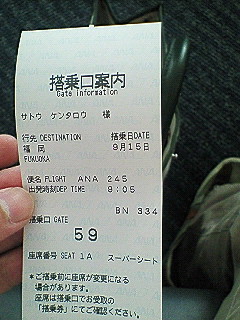 搭乗口案内
Gate Information
サトウ ケンタロウ 様
行先 DESTINATION 搭乗日DATE
福岡 9月15日
FUKUOKA
便名 FLIGHT ANA 245
出発時刻DEP TIME 9:05
BN 334
搭乗口 GATE
59
座席番号 SEAT 1A スーパーシート
*ご搭乗前に座席が変更になる
場合があります。
座席は搭乗口でお受取の
「搭乗券」にてご確認ください。